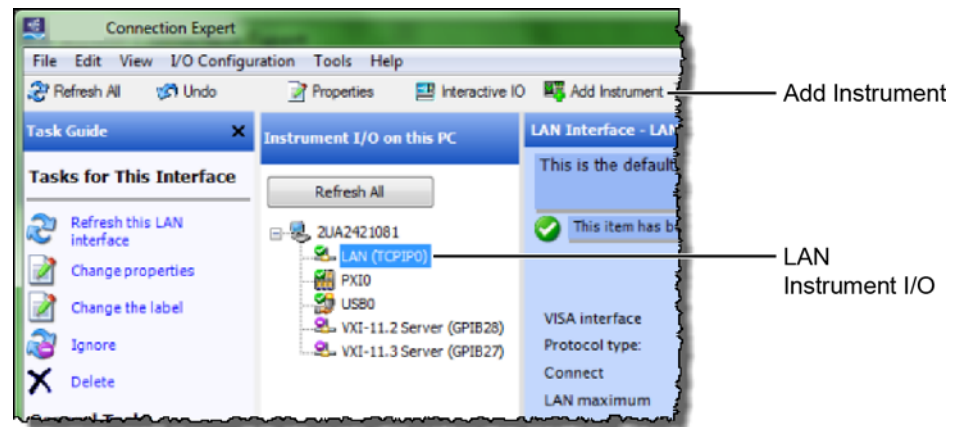 Connection Expert
File Edit View I/O Configuration Tools Help
Refresh All Undo Properties Interactive IO Add Instrument
Add Instrument
Task Guide
Instrument I/O on this PC
LAN Interface - LAN
Tasks for This Interface
This is the default
Refresh All
Refresh this LAN
interface
2UA2421081
This item has b
LAN (TCPIP0)
LAN
Instrument I/O
Change properties
PXI0
Change the label
USB0
VISA interface
VXI-11.2 Server (GPIB28)
Ignore
VXI-11.3 Server (GPIB27)
Protocol type:
Connect
Delete
LAN maximum